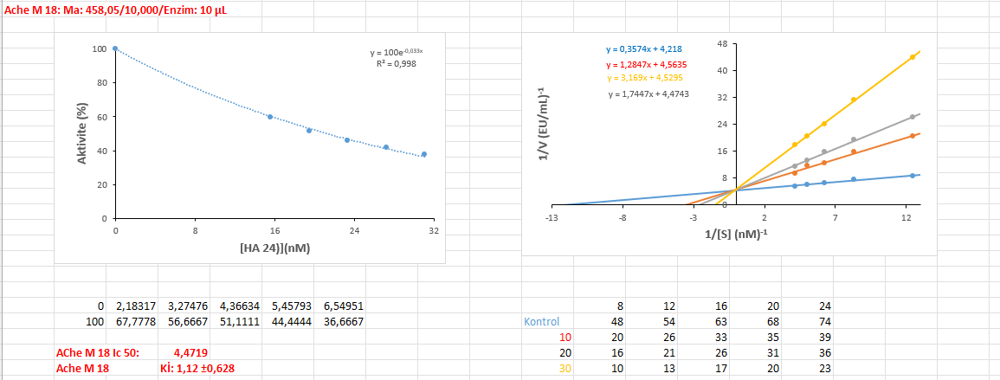 Ache M 18: Ma: 458,05/10,000/Enzim: 10 µL
y = 100e-0,033x
R² = 0,998
Aktivite (%)
100
80
60
40
20
0
0 8 16 24 32
[HA 24)](nM)
y = 0,3574x + 4,218
y = 1,2847x + 4,5635
y = 3,169x + 4,5295
y = 1,7447x + 4,4743
1/V (EU/mL)-1
48
40
32
24
16
8
0
-13 -8 -3 2 7 12
1/[S] (nM)-1
0 2,18317 3,27476 4,36634 5,45793 6,54951
100 67,7778 56,6667 51,1111 44,4444 36,6667
AChe M 18 Ic 50: 4,4719
Ache M 18 Kİ: 1,12 ±0,628
8 12 16 20 24
Kontrol 48 54 63 68 74
10 20 26 33 35 39
20 16 21 26 31 36
30 10 13 17 20 23